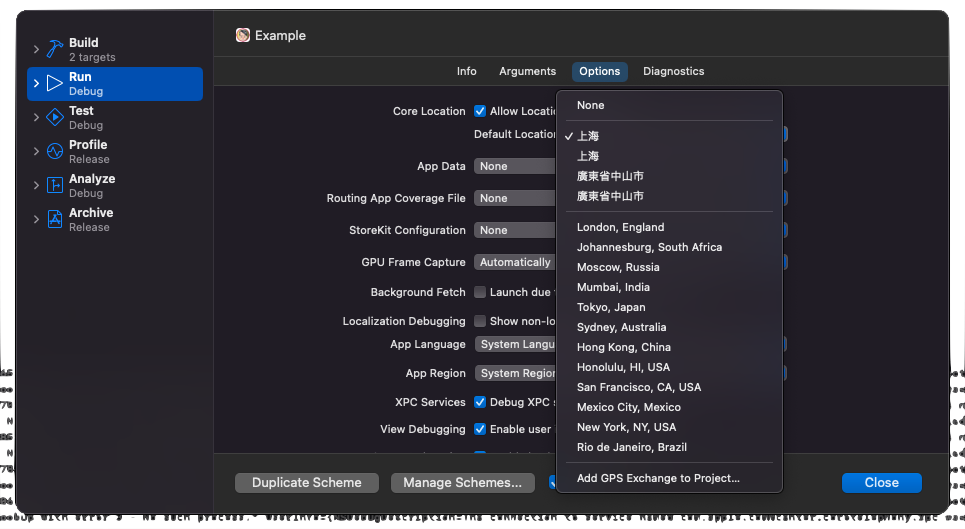 Example
Build
2 targets
Run
Debug
Test
Debug
Profile
Release
Analyze
Debug
Archive
Release
Info Arguments Options Diagnostics
Core Location Allow Locatio
Default Location
App Data None
Routing App Coverage File None
StoreKit Configuration None
GPU Frame Capture Automatically
Background Fetch Launch due
Localization Debugging Show non-lo
App Language System Langu
App Region System Region
XPC Services Debug XPC s
View Debugging Enable user
None
上海
上海
廣東省中山市
廣東省中山市
London, England
Johannesburg, South Africa
Moscow, Russia
Mumbai, India
Tokyo, Japan
Sydney, Australia
Hong Kong, China
Honolulu, HI, USA
San Francisco, CA, USA
Mexico City, Mexico
New York, NY, USA
Rio de Janeiro, Brazil
Add GPS Exchange to Project...
Duplicate Scheme Manage Schemes... Close